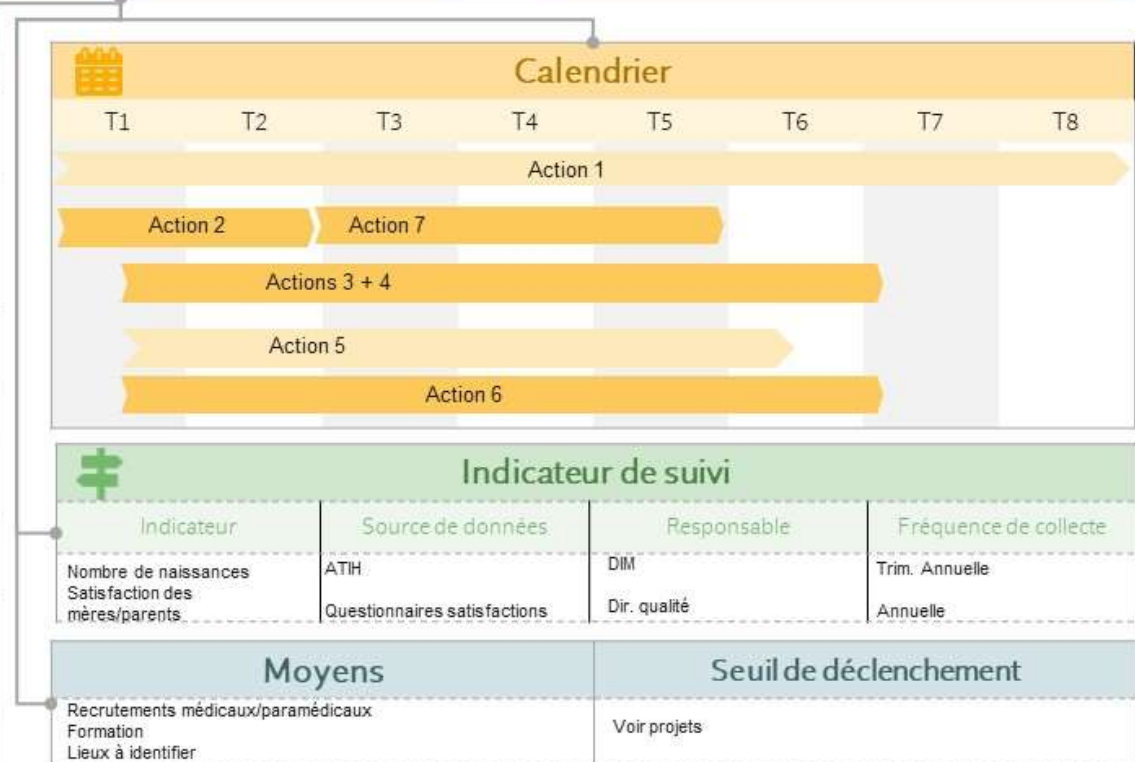 Calendrier
T1 T2 T3 T4 T5 T6 T7 T8
Action 1
Action 2 Action 7
Actions 3 + 4
Action 5
Action 6
Indicateur de suivi
Indicateur Source de données Responsable Fréquence de collecte
Nombre de naissances ATIH DIM Trim. Annuelle
Satisfaction des
mères/parents Questionnaires satisfactions Dir. qualité Annuelle
Moyens Seuil de déclenchement
Recrutements médicaux/paramédicaux
Formation Voir projets
Lieux à identifier